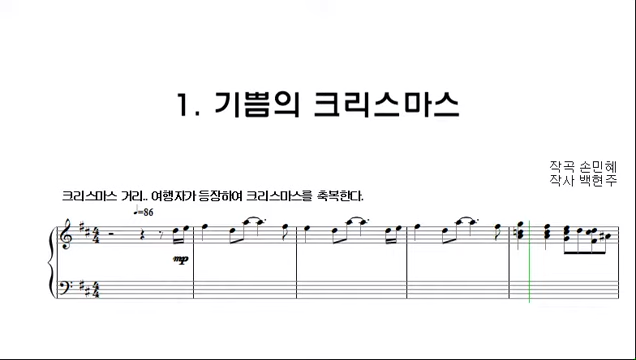 1. 기쁨의 크리스마스
작곡 손민혜
작사 백현주
크리스마스 거리.. 여행자가 등장하여 크리스마스를 축복한다.
♩=86
mp